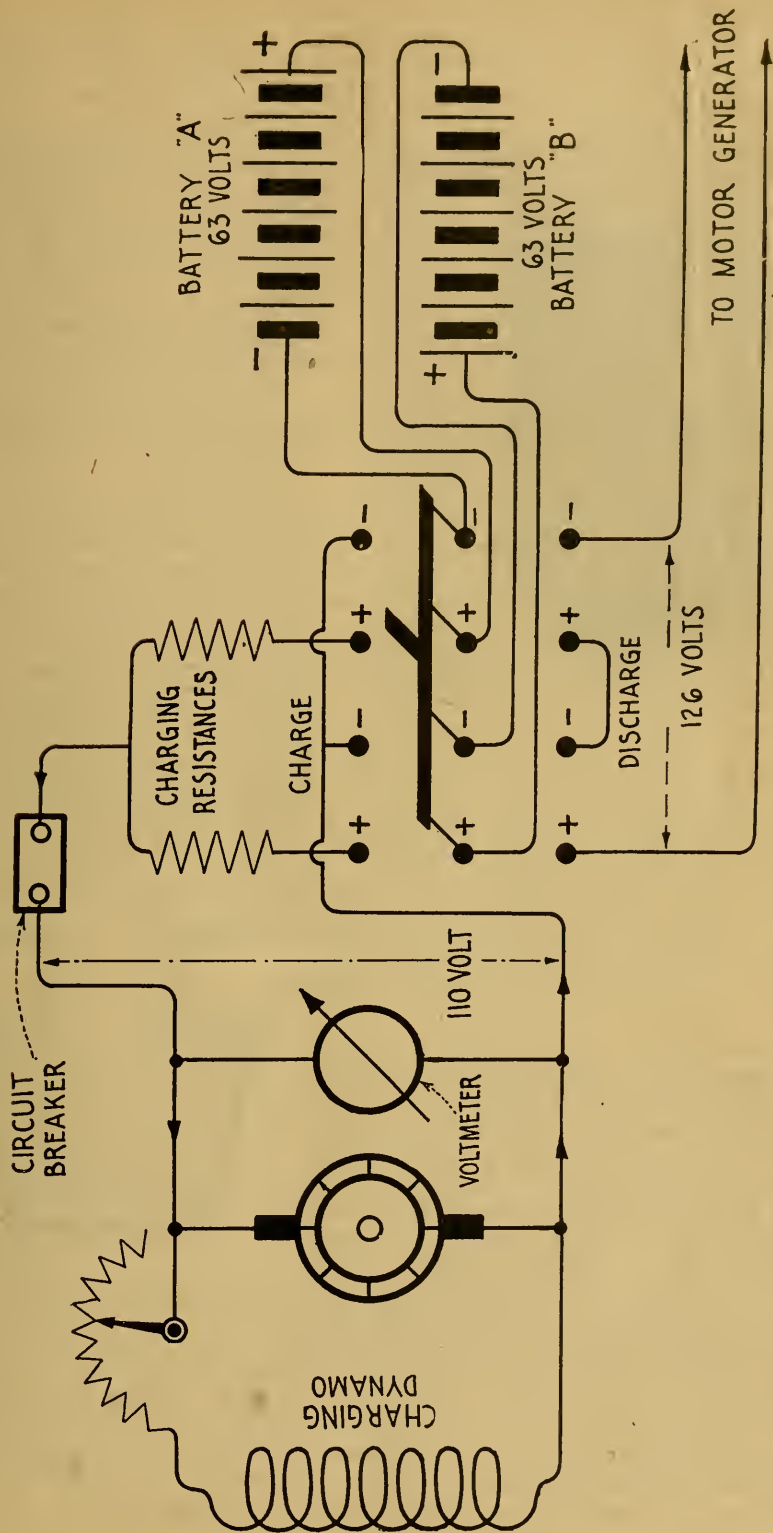 CIRCUIT
BREAKER
CHARGING
RESISTANCES
BATTERY "A"
63 VOLTS
+
-
+
-
63 VOLTS
BATTERY "B"
CHARGE
+
-
+
-
+
-
+
-
+
-
+
-
DISCHARGE
126 VOLTS
TO MOTOR GENERATOR
110 VOLT
VOLTMETER
CHARGING
DYNAMO